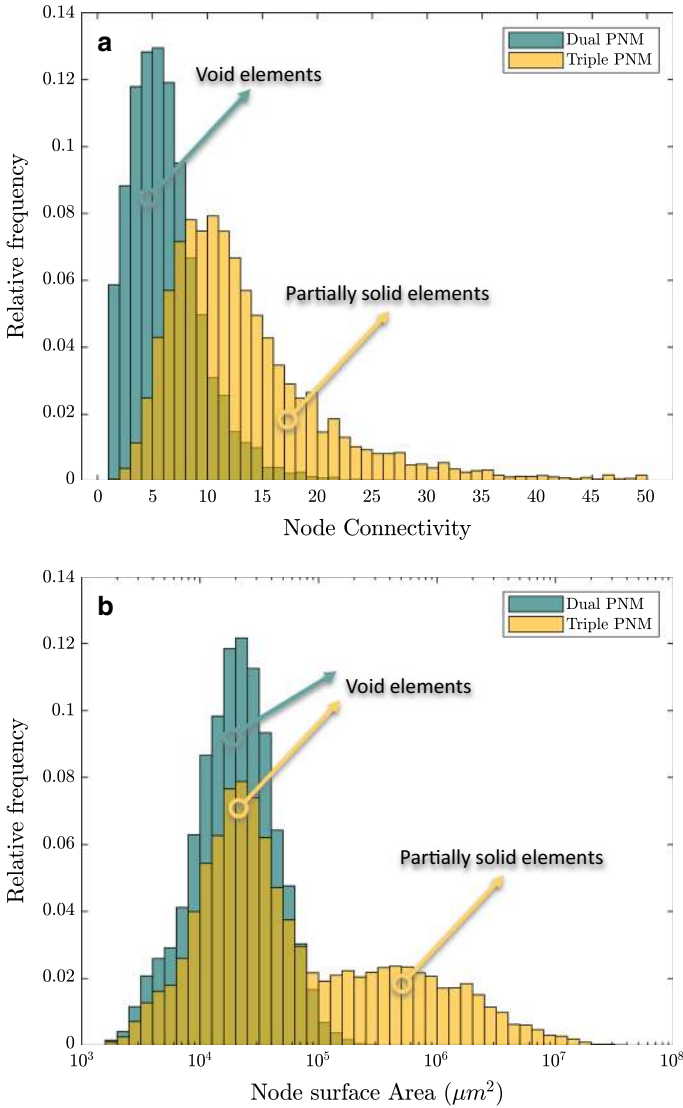 a
Dual PNM
Triple PNM
Void elements
Partially solid elements
Relative frequency
0.14
0.12
0.1
0.08
0.06
0.04
0.02
0
0 5 10 15 20 25 30 35 40 45 50
Node Connectivity
b
Dual PNM
Triple PNM
Void elements
Partially solid elements
Relative frequency
0.14
0.12
0.1
0.08
0.06
0.04
0.02
0
10³ 10⁴ 10⁵ 10⁶ 10⁷ 10⁸
Node surface Area (μm²)